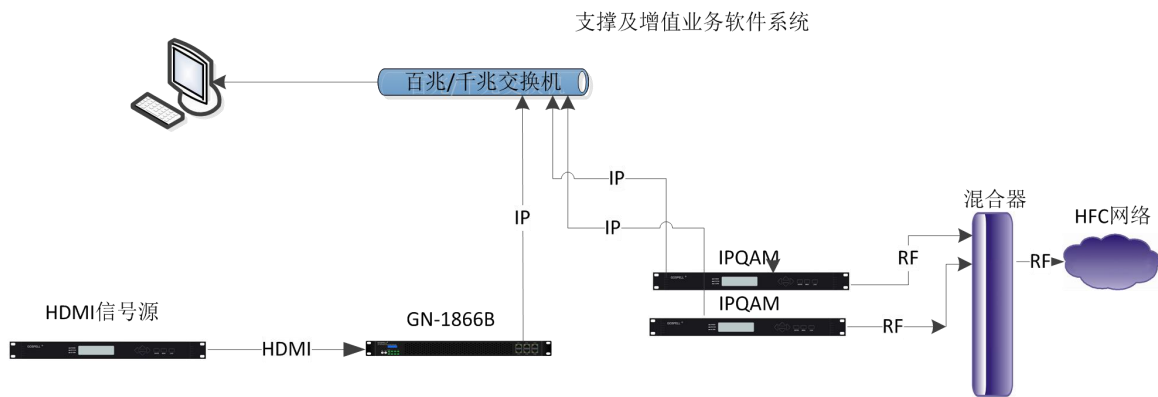 支撑及增值业务软件系统
百兆/千兆交换机
IP
IP
IP
混合器
HFC网络
IPQAM
RF
RF
HDMI信号源
GN-1866B
IPQAM
RF
HDMI